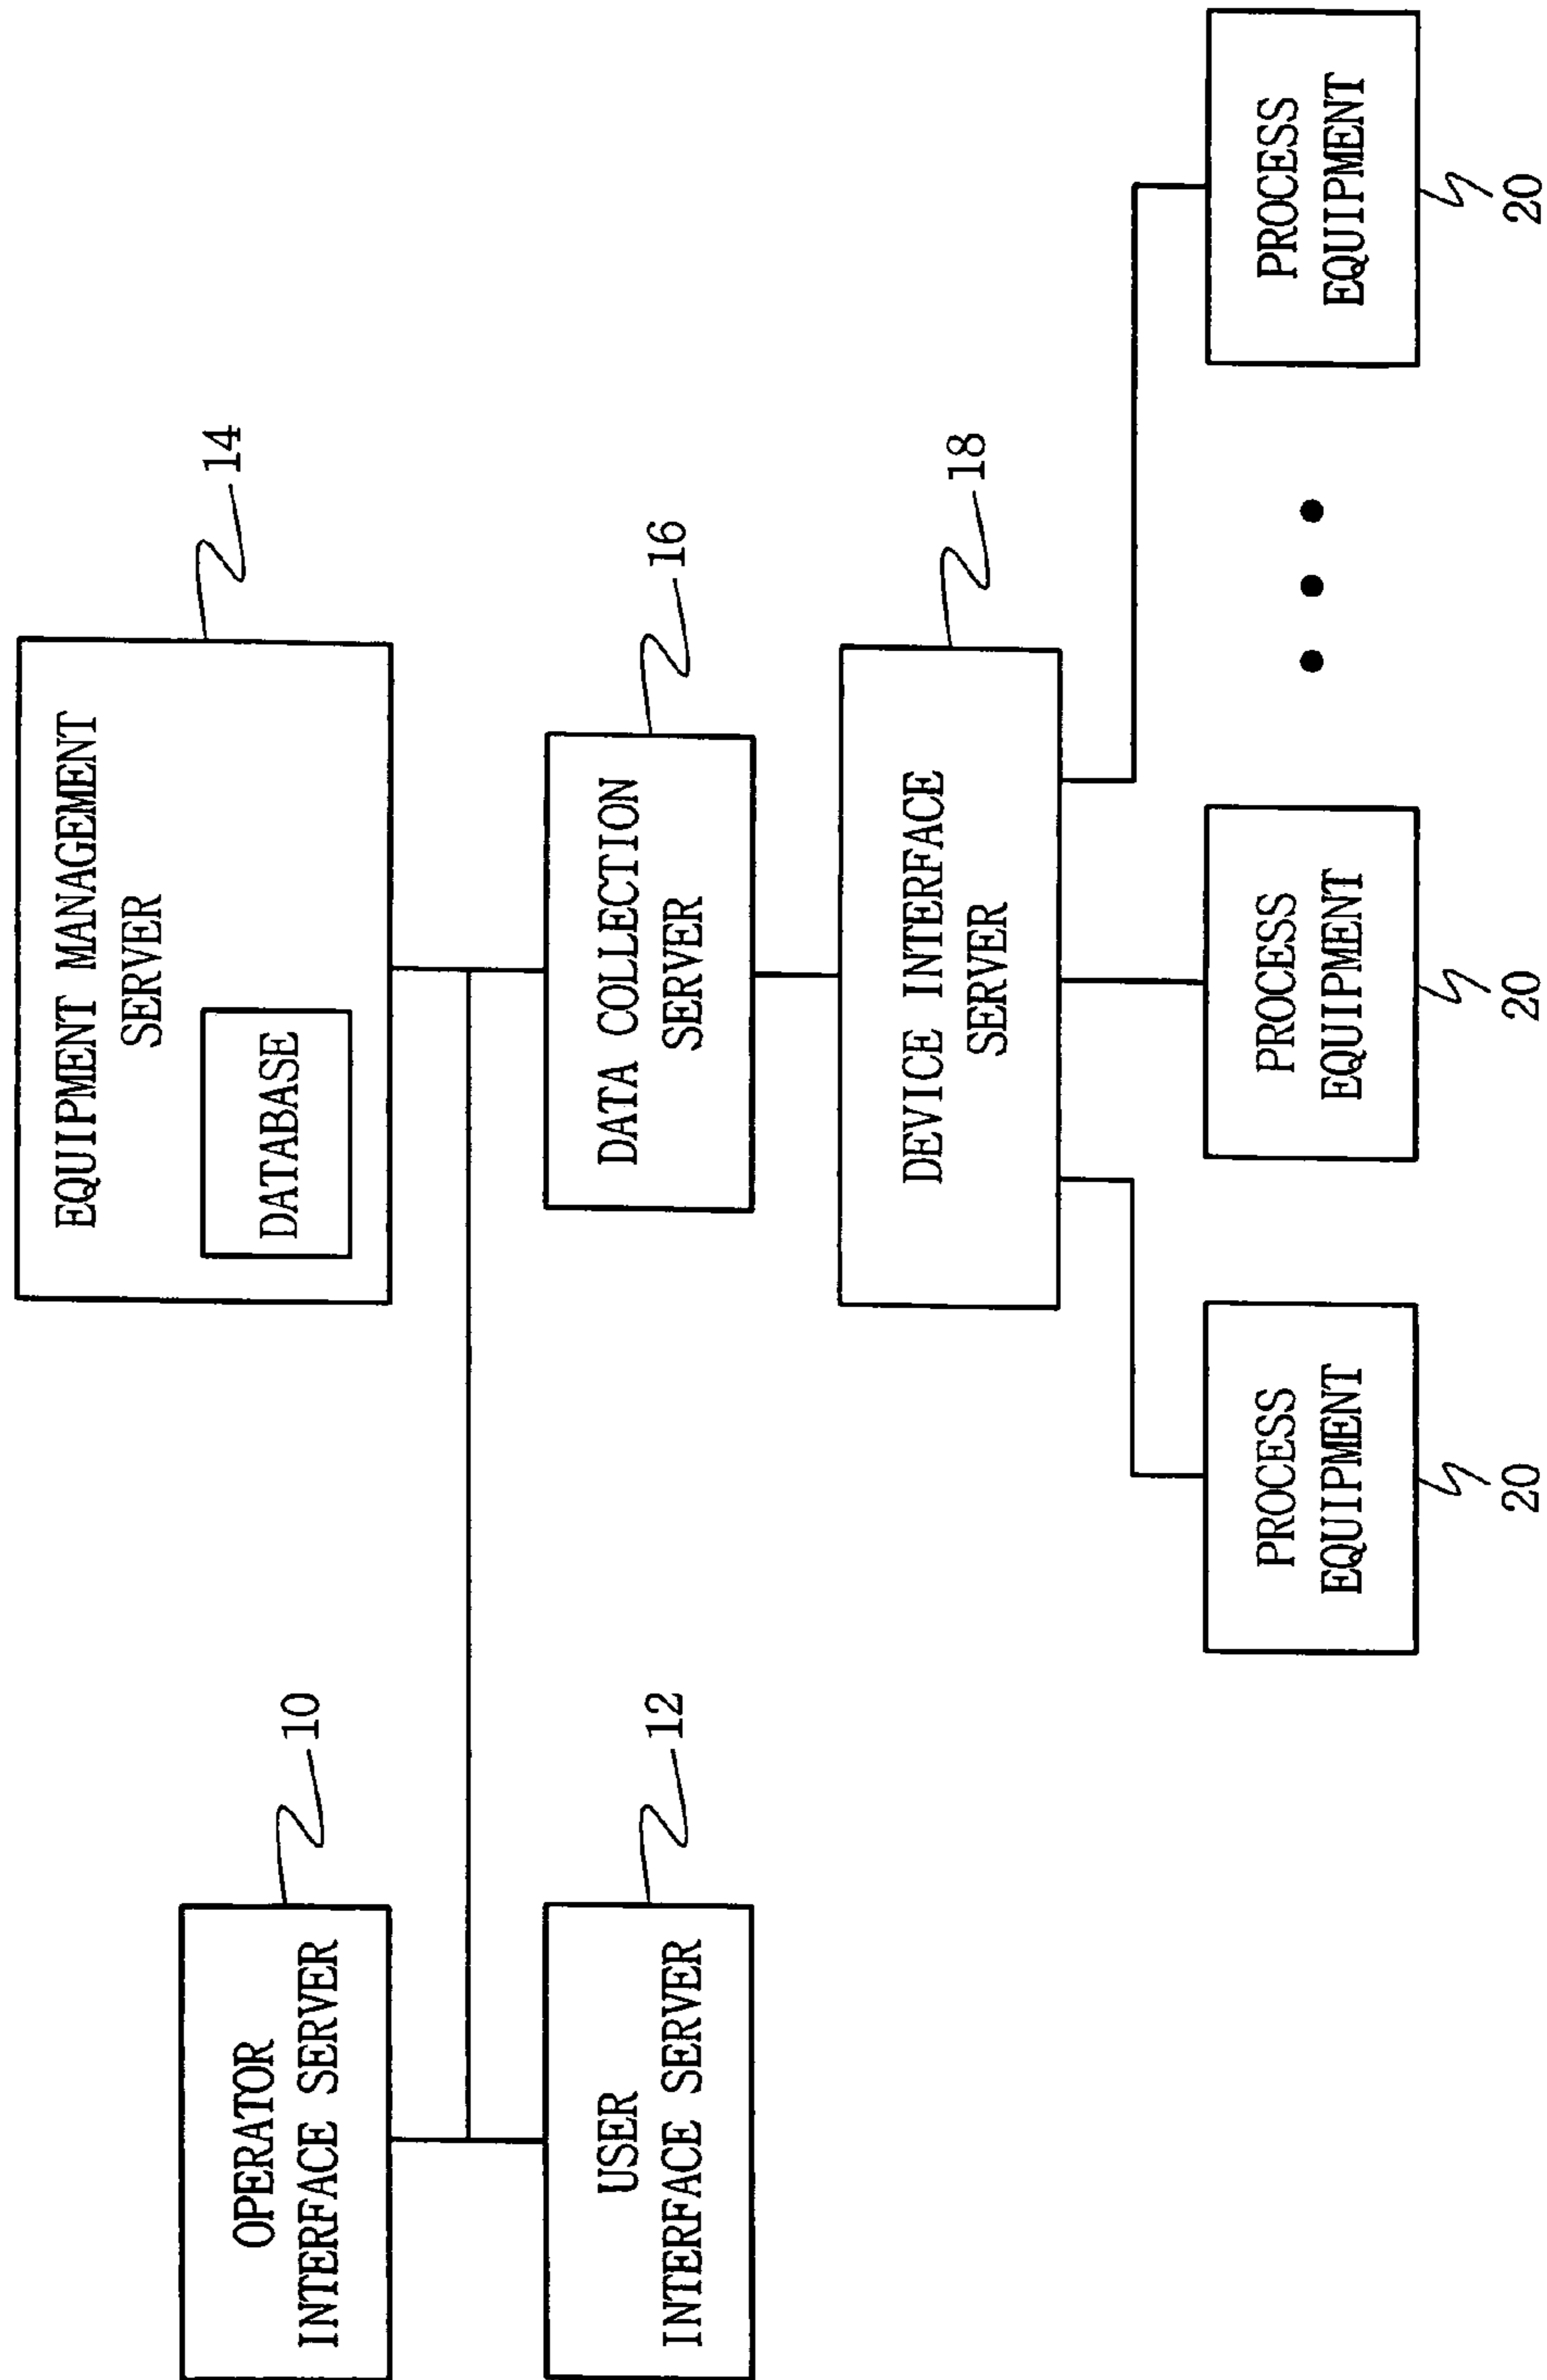 OPERATOR
INTERFACE SERVER
10
USER
INTERFACE SERVER
12
EQUIPMENT MANAGEMENT
SERVER
DATABASE
14
DATA COLLECTION
SERVER
16
DEVICE INTERFACE
SERVER
18
PROCESS
EQUIPMENT
20
PROCESS
EQUIPMENT
20
PROCESS
EQUIPMENT
20